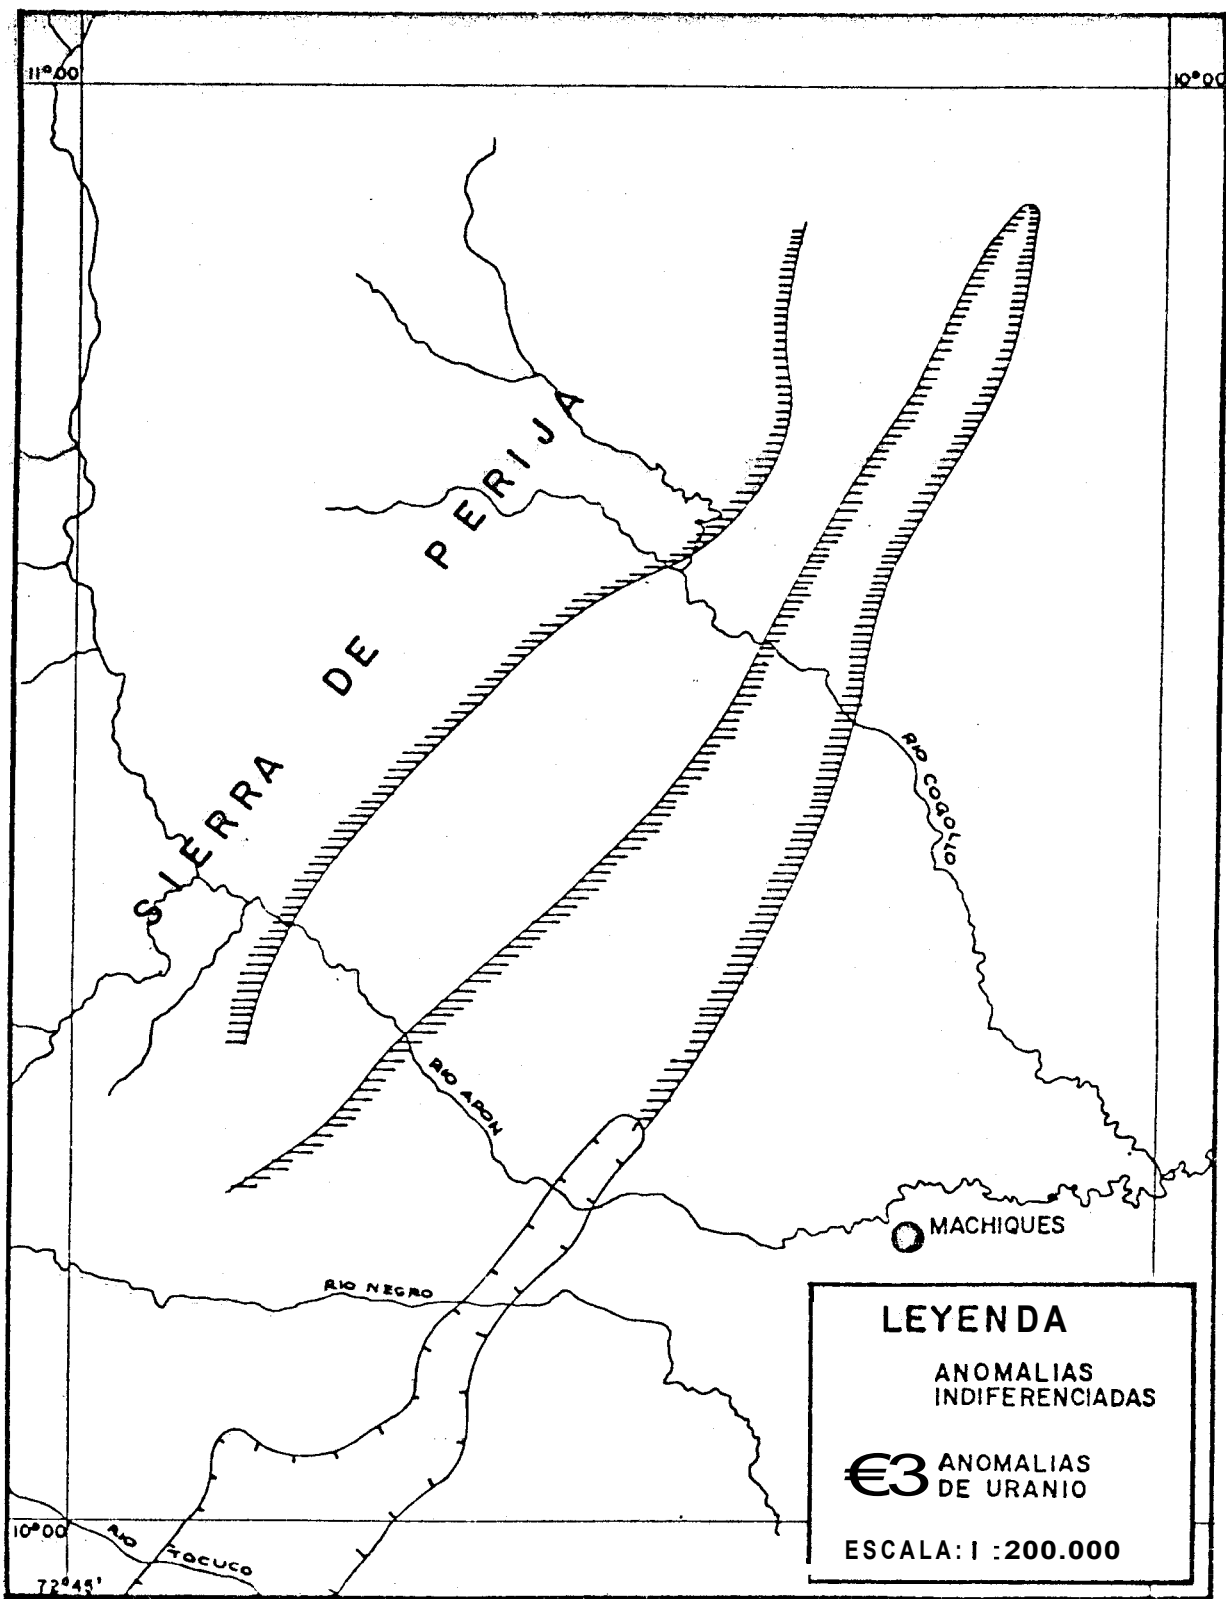 11°00
10°00
SIERRA DE PERIJA
RIO COGOLLO
RIO APON
MACHIQUES
RIO NEGRO
LEYENDA
ANOMALIAS
INDIFERENCIADAS
€3 ANOMALIAS
DE URANIO
ESCALA: 1 :200.000
10°00
RIO TOCUCO
72°45'